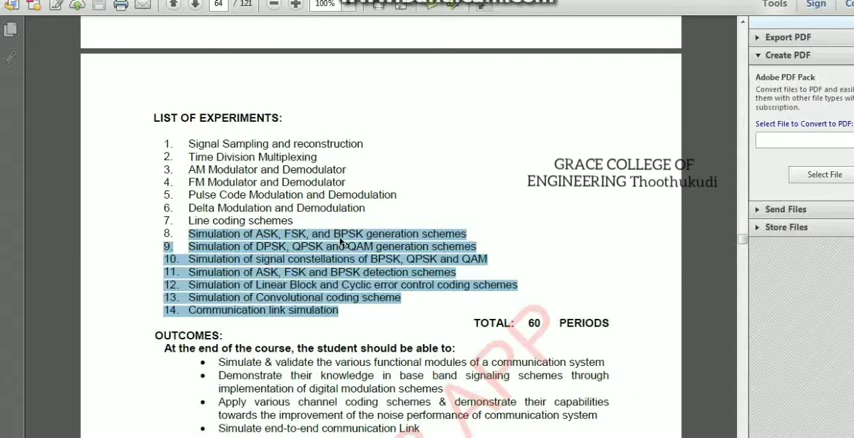 64 / 121
100%
Tools
Sign
Export PDF
Create PDF
Adobe PDF Pack
Convert files to PDF and easily
them with other file types wit
subscription.
Select File to Convert to PDF:
Select File
Send Files
Store Files
LIST OF EXPERIMENTS:
1. Signal Sampling and reconstruction
2. Time Division Multiplexing
3. AM Modulator and Demodulator
4. FM Modulator and Demodulator
5. Pulse Code Modulation and Demodulation
6. Delta Modulation and Demodulation
7. Line coding schemes
8. Simulation of ASK, FSK, and BPSK generation schemes
9. Simulation of DPSK, QPSK and QAM generation schemes
10. Simulation of signal constellations of BPSK, QPSK and QAM
11. Simulation of ASK, FSK and BPSK detection schemes
12. Simulation of Linear Block and Cyclic error control coding schemes
13. Simulation of Convolutional coding scheme
14. Communication link simulation
GRACE COLLEGE OF
ENGINEERING Thoothukudi
TOTAL: 60 PERIODS
OUTCOMES:
At the end of the course, the student should be able to:
• Simulate & validate the various functional modules of a communication system
• Demonstrate their knowledge in base band signaling schemes through
implementation of digital modulation schemes
• Apply various channel coding schemes & demonstrate their capabilities
towards the improvement of the noise performance of communication system
• Simulate end-to-end communication Link
APP